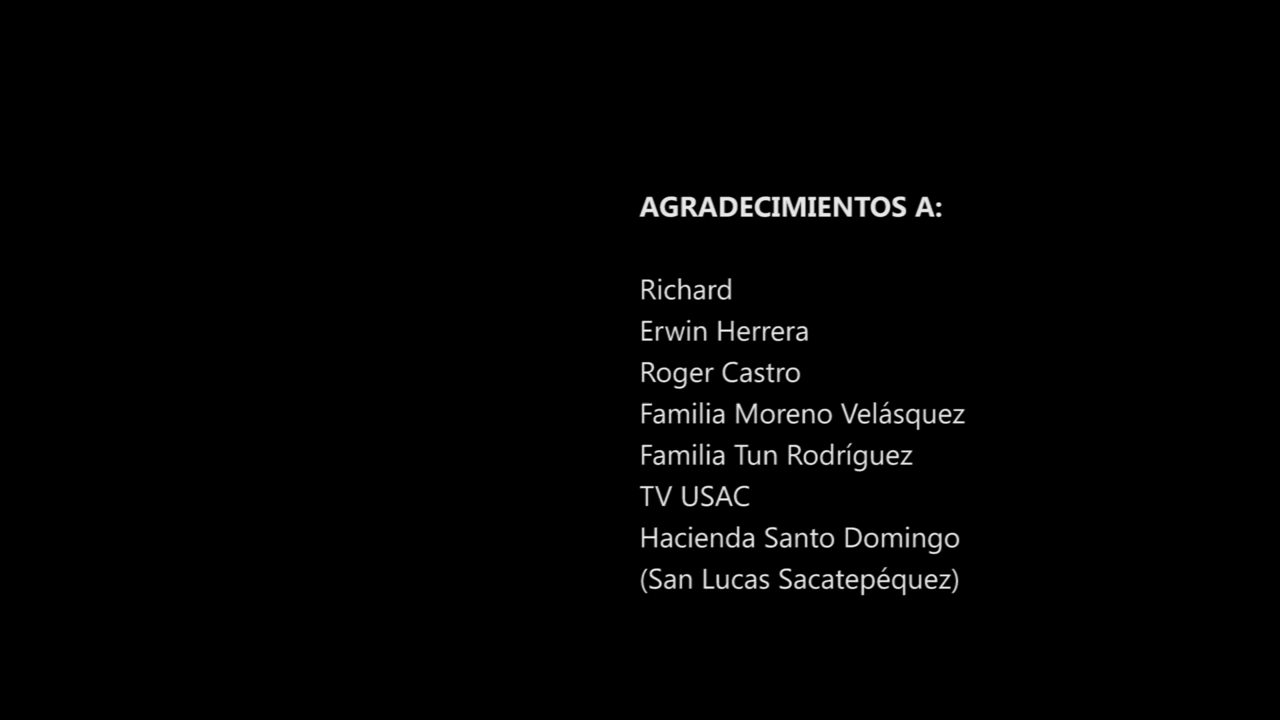 AGRADECIMIENTOS A:
Richard
Erwin Herrera
Roger Castro
Familia Moreno Velásquez
Familia Tun Rodríguez
TV USAC
Hacienda Santo Domingo
(San Lucas Sacatepéquez)